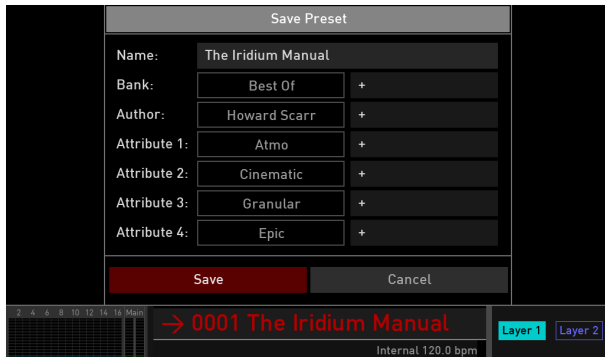 Save Preset
Name: The Iridium Manual
Bank: Best Of +
Author: Howard Scarr +
Attribute 1: Atmo +
Attribute 2: Cinematic +
Attribute 3: Granular +
Attribute 4: Epic +
Save Cancel
2 4 6 8 10 12 14 16 Main
→ 0001 The Iridium Manual
Layer 1 Layer 2
Internal 120.0 bpm